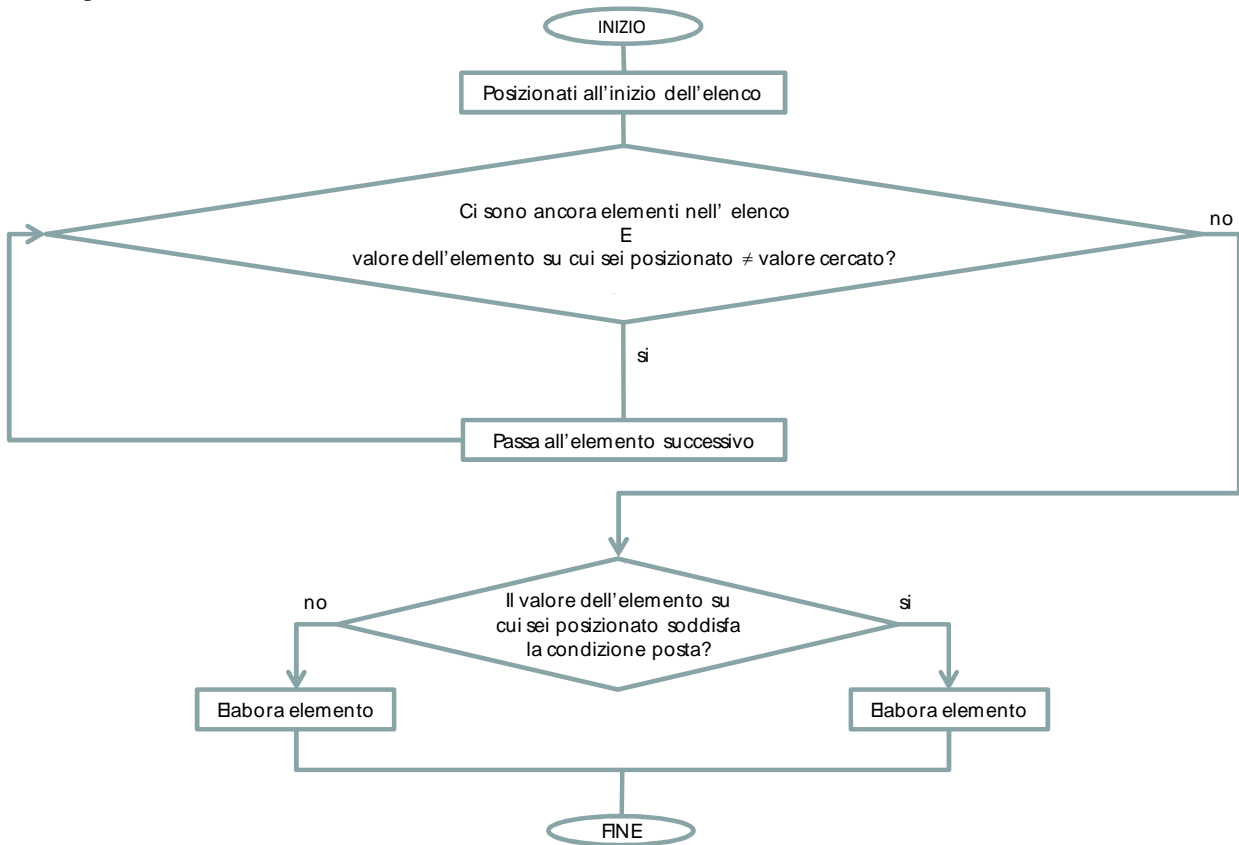 INIZIO
Posizionati all'inizio dell'elenco
Ci sono ancora elementi nell' elenco
E
valore dell'elemento su cui sei posizionato ≠ valore cercato?
no
si
Passa all'elemento successivo
no
Il valore dell'elemento su
cui sei posizionato soddisfa
la condizione posta?
si
Elabora elemento
Elabora elemento
FINE